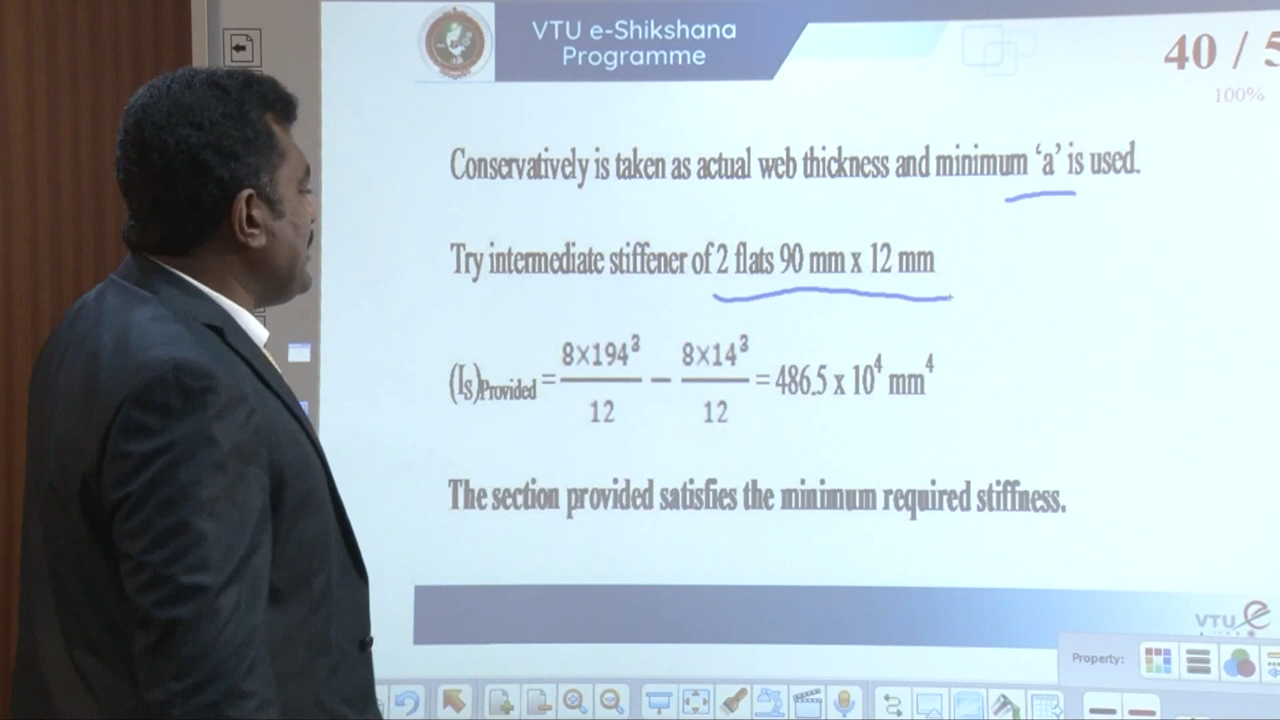 VTU e-Shikshana
Programme
40 / 5
100%
Conservatively is taken as actual web thickness and minimum ‘a’ is used.
Try intermediate stiffener of 2 flats 90 mm x 12 mm
(Is)Provided = 8×194³/12 − 8×14³/12 = 486.5 x 10⁴ mm⁴
The section provided satisfies the minimum required stiffness.
VTU e
Property: